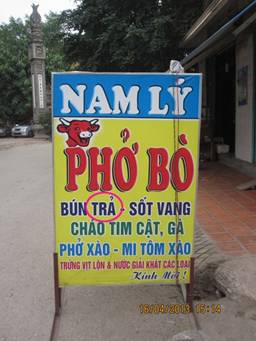 NAM LÝ
PHỞ BÒ
BÚN TRẢ - SỐT VANG
CHÁO TIM CẬT, GÀ
PHỞ XÀO - MI TÔM XÀO
TRỨNG VỊT LỘN & NƯỚC GIẢI KHÁT CÁC LOẠI
Kính Mời !
16/04/2013 15:14